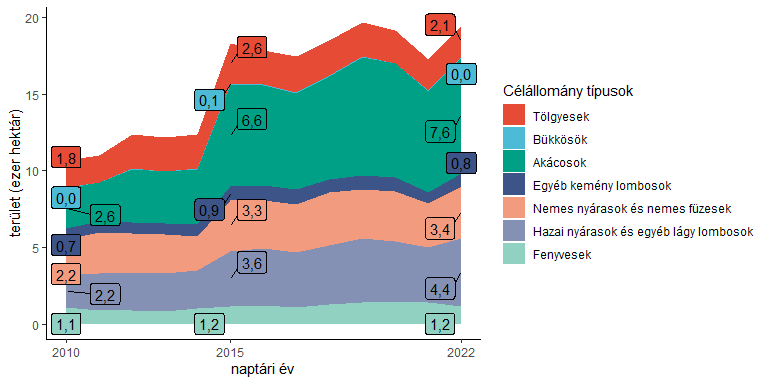 20
15
10
5
0
terület (ezer hektár)
1,8
0,0
2,6
0,7
2,2
2,2
1,1
2,6
0,1
6,6
0,9
3,3
3,6
1,2
2,1
0,0
7,6
0,8
3,4
4,4
1,2
2010
2015
2022
naptári év
Célállomány típusok
Tölgyesek
Bükkösök
Akácosok
Egyéb kemény lombosok
Nemes nyárasok és nemes füzesek
Hazai nyárasok és egyéb lágy lombosok
Fenyvesek